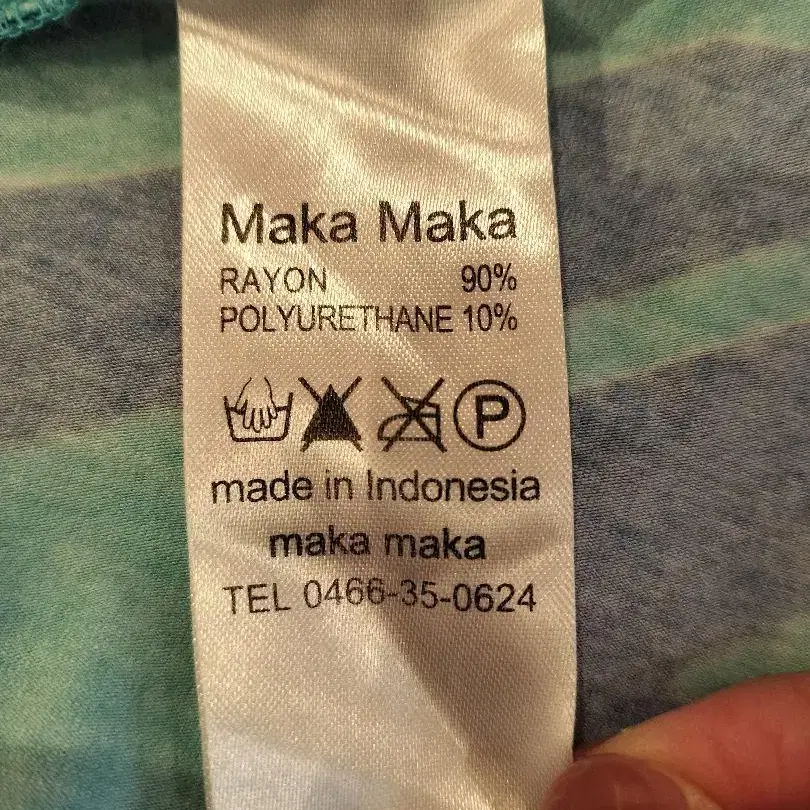 Maka Maka
RAYON 90%
POLYURETHANE 10%
P
made in Indonesia
maka maka
TEL 0466-35-0624